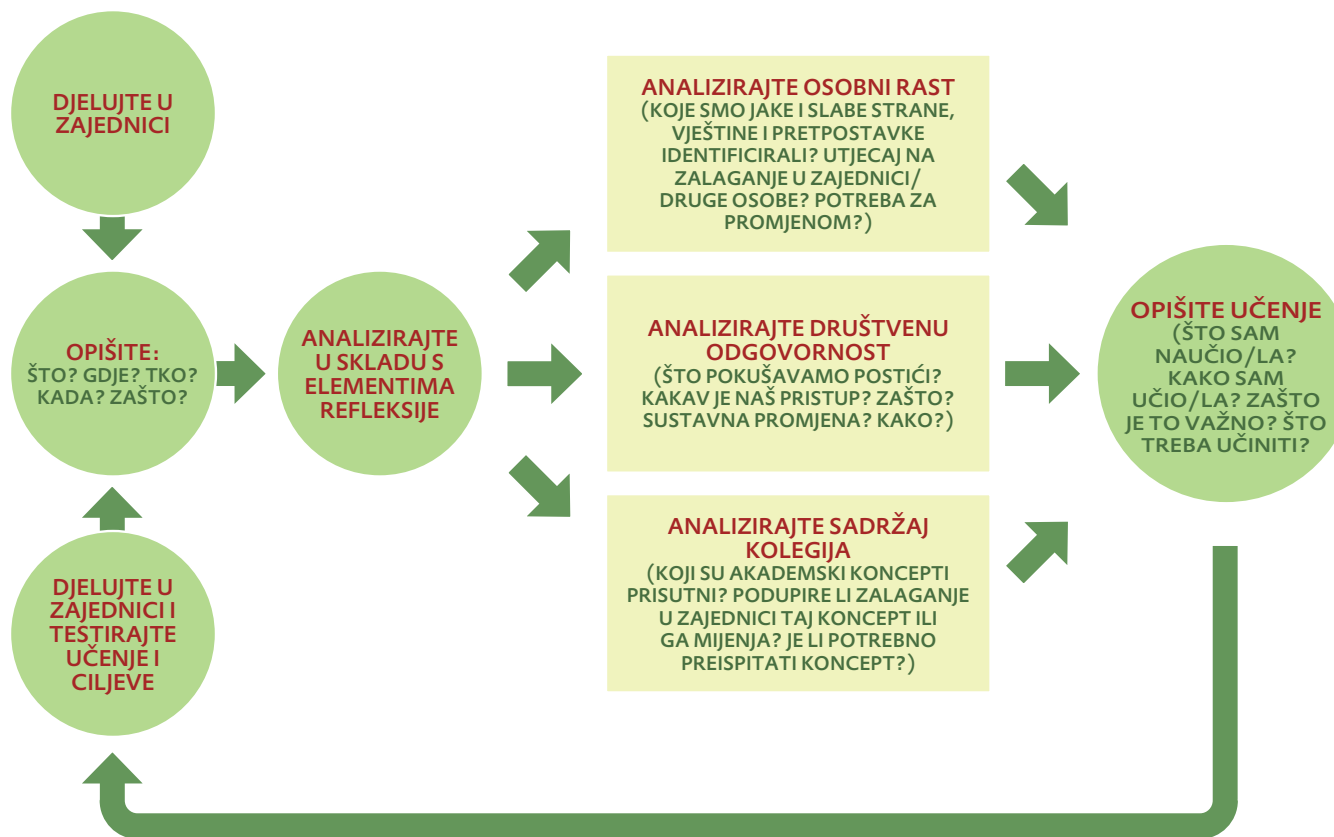 DJELUJTE U
ZAJEDNICI
OPIŠITE:
ŠTO? GDJE? TKO?
KADA? ZAŠTO?
DJELUJTE U
ZAJEDNICI I
TESTIRAJTE
UČENJE I
CILJEVE
ANALIZIRAJTE
U SKLADU S
ELEMENTIMA
REFLEKSIJE
ANALIZIRAJTE OSOBNI RAST
(KOJE SMO JAKE I SLABE STRANE,
VJEŠTINE I PRETPOSTAVKE
IDENTIFICIRALI? UTJECAJ NA
ZALAGANJE U ZAJEDNICI/
DRUGE OSOBE? POTREBA ZA
PROMJENOM?)
ANALIZIRAJTE DRUŠTVENU
ODGOVORNOST
(ŠTO POKUŠAVAMO POSTIĆI?
KAKAV JE NAŠ PRISTUP? ZAŠTO?
SUSTAVNA PROMJENA? KAKO?)
ANALIZIRAJTE SADRŽAJ
KOLEGIJA
(KOJI SU AKADEMSKI KONCEPTI
PRISUTNI? PODUPIRE LI ZALAGANJE
U ZAJEDNICI TAJ KONCEPT ILI
GA MIJENJA? JE LI POTREBNO
PREISPITATI KONCEPT?)
OPIŠITE UČENJE
(ŠTO SAM
NAUČIO/LA?
KAKO SAM
UČIO/LA? ZAŠTO
JE TO VAŽNO? ŠTO
TREBA UČINITI?